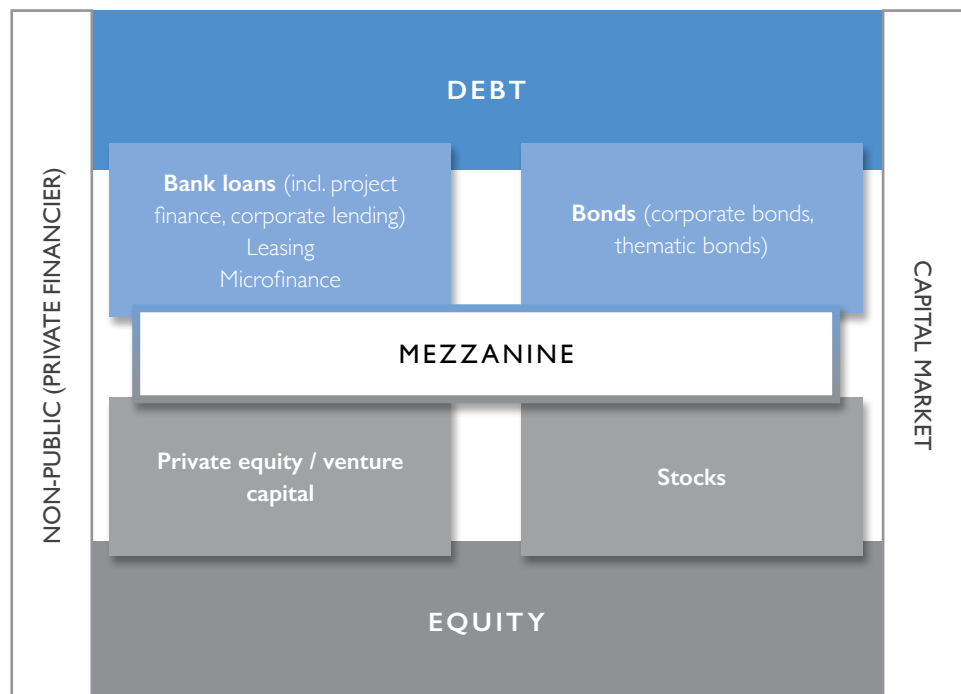 DEBT
NON-PUBLIC (PRIVATE FINANCIER)
Bank loans (incl. project
finance, corporate lending)
Leasing
Microfinance
Bonds (corporate bonds,
thematic bonds)
CAPITAL MARKET
MEZZANINE
Private equity / venture
capital
Stocks
EQUITY